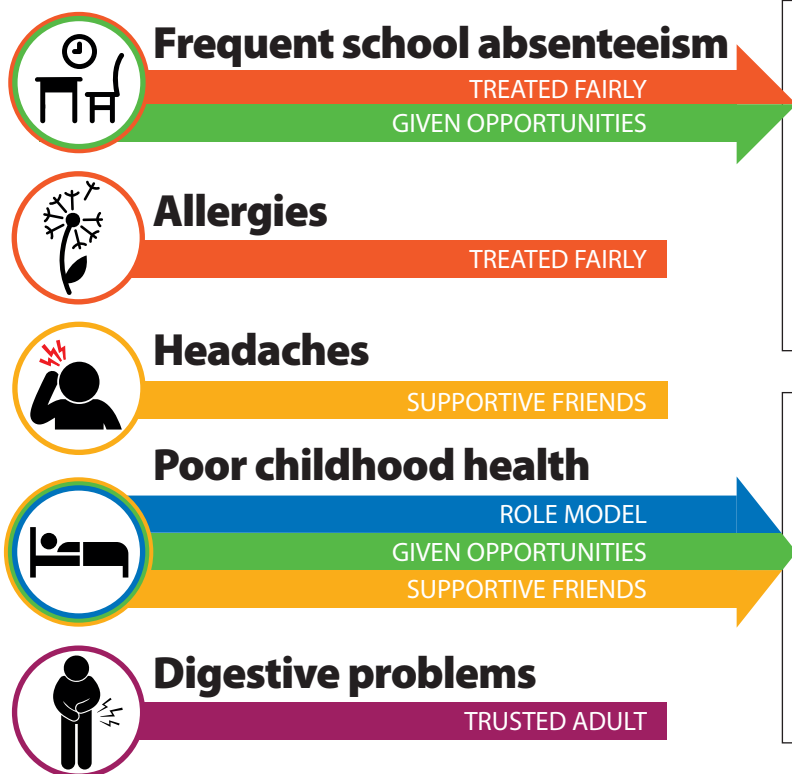 Frequent school absenteeism
TREATED FAIRLY
GIVEN OPPORTUNITIES
Allergies
TREATED FAIRLY
Headaches
SUPPORTIVE FRIENDS
Poor childhood health
ROLE MODEL
GIVEN OPPORTUNITIES
SUPPORTIVE FRIENDS
Digestive problems
TRUSTED ADULT